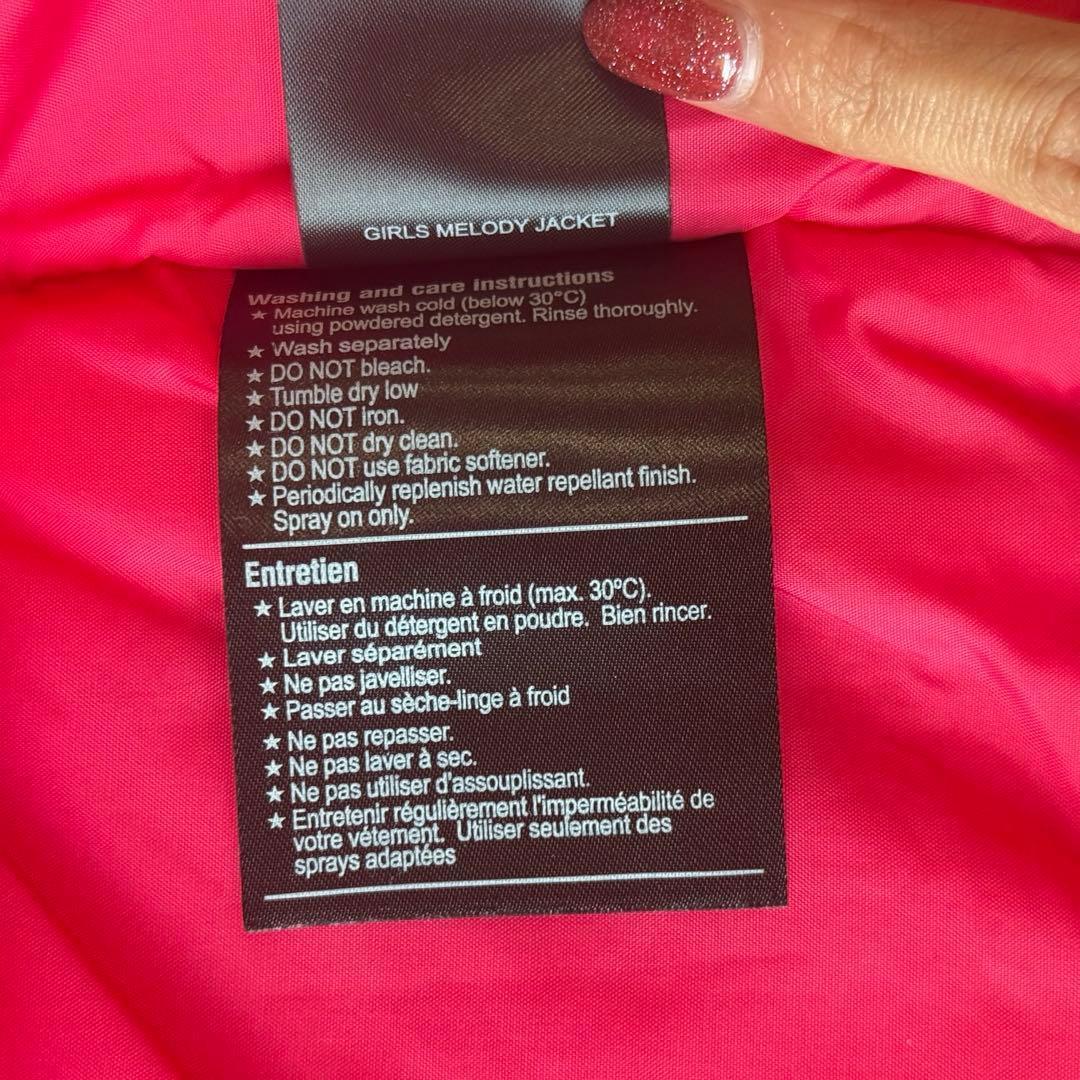 GIRLS MELODY JACKET
Washing and care instructions
★ Machine wash cold (below 30°C)
using powdered detergent. Rinse thoroughly.
★ Wash separately
★ DO NOT bleach.
★ Tumble dry low
★ DO NOT iron.
★ DO NOT dry clean.
★ DO NOT use fabric softener.
★ Periodically replenish water repellant finish.
Spray on only.
Entretien
★ Laver en machine à froid (max. 30ºC).
Utiliser du détergent en poudre. Bien rincer.
★ Laver séparément
★ Ne pas javelliser.
★ Passer au sèche-linge à froid
★ Ne pas repasser.
★ Ne pas laver à sec.
★ Ne pas utiliser d'assouplissant.
★ Entretenir régulièrement l'imperméabilité de
votre vétement. Utiliser seulement des
sprays adaptées